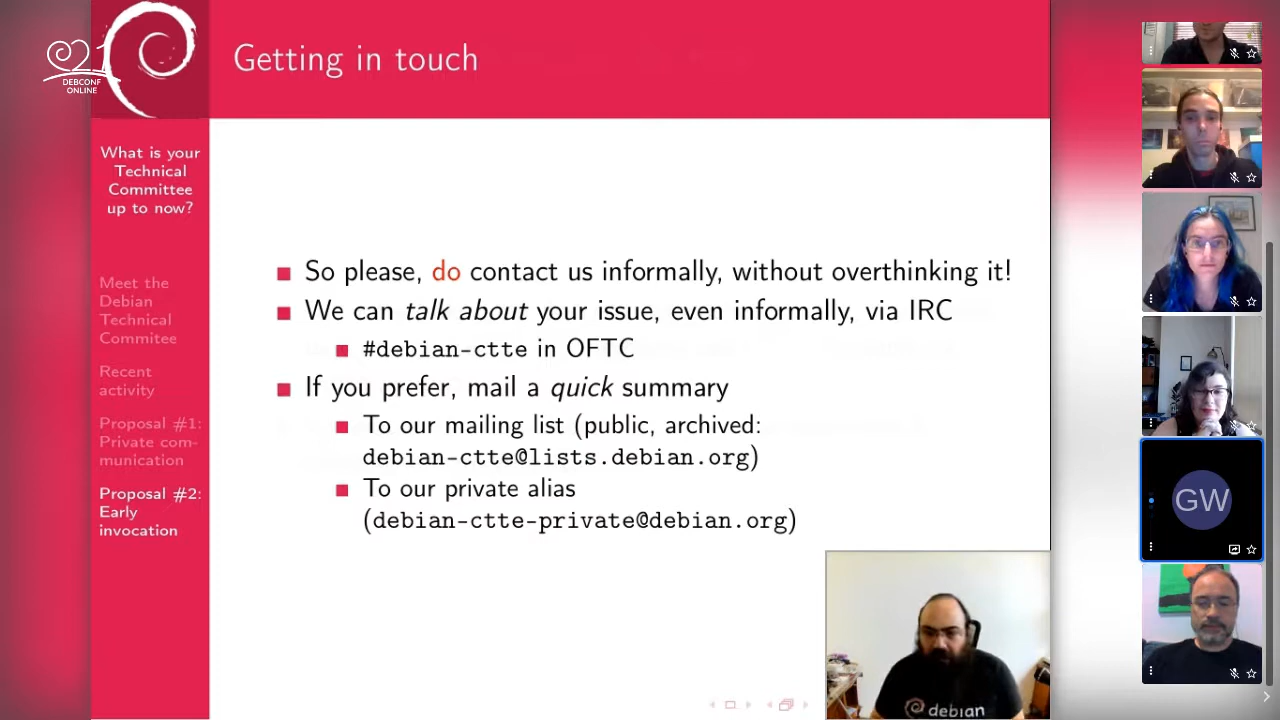 DEBCONF
ONLINE
Getting in touch
What is your
Technical
Committee
up to now?
Meet the
Debian
Technical
Commitee
Recent
activity
Proposal #1:
Private com-
munication
Proposal #2:
Early
invocation
So please, do contact us informally, without overthinking it!
We can talk about your issue, even informally, via IRC
#debian-ctte in OFTC
If you prefer, mail a quick summary
To our mailing list (public, archived:
debian-ctte@lists.debian.org)
To our private alias
(debian-ctte-private@debian.org)
debian
GW